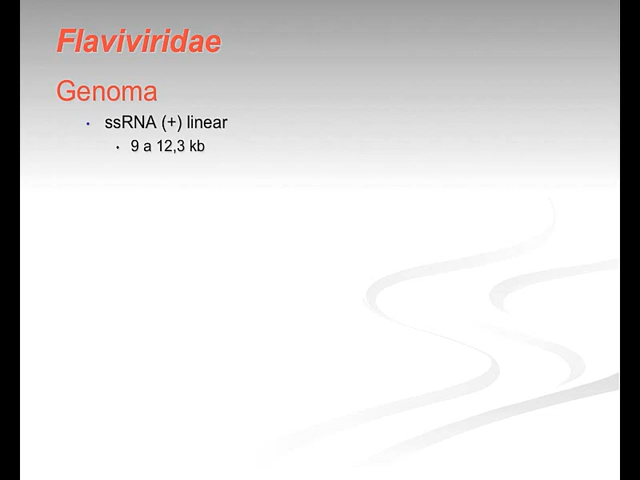 Flaviviridae
Genoma
• ssRNA (+) linear
• 9 a 12,3 kb